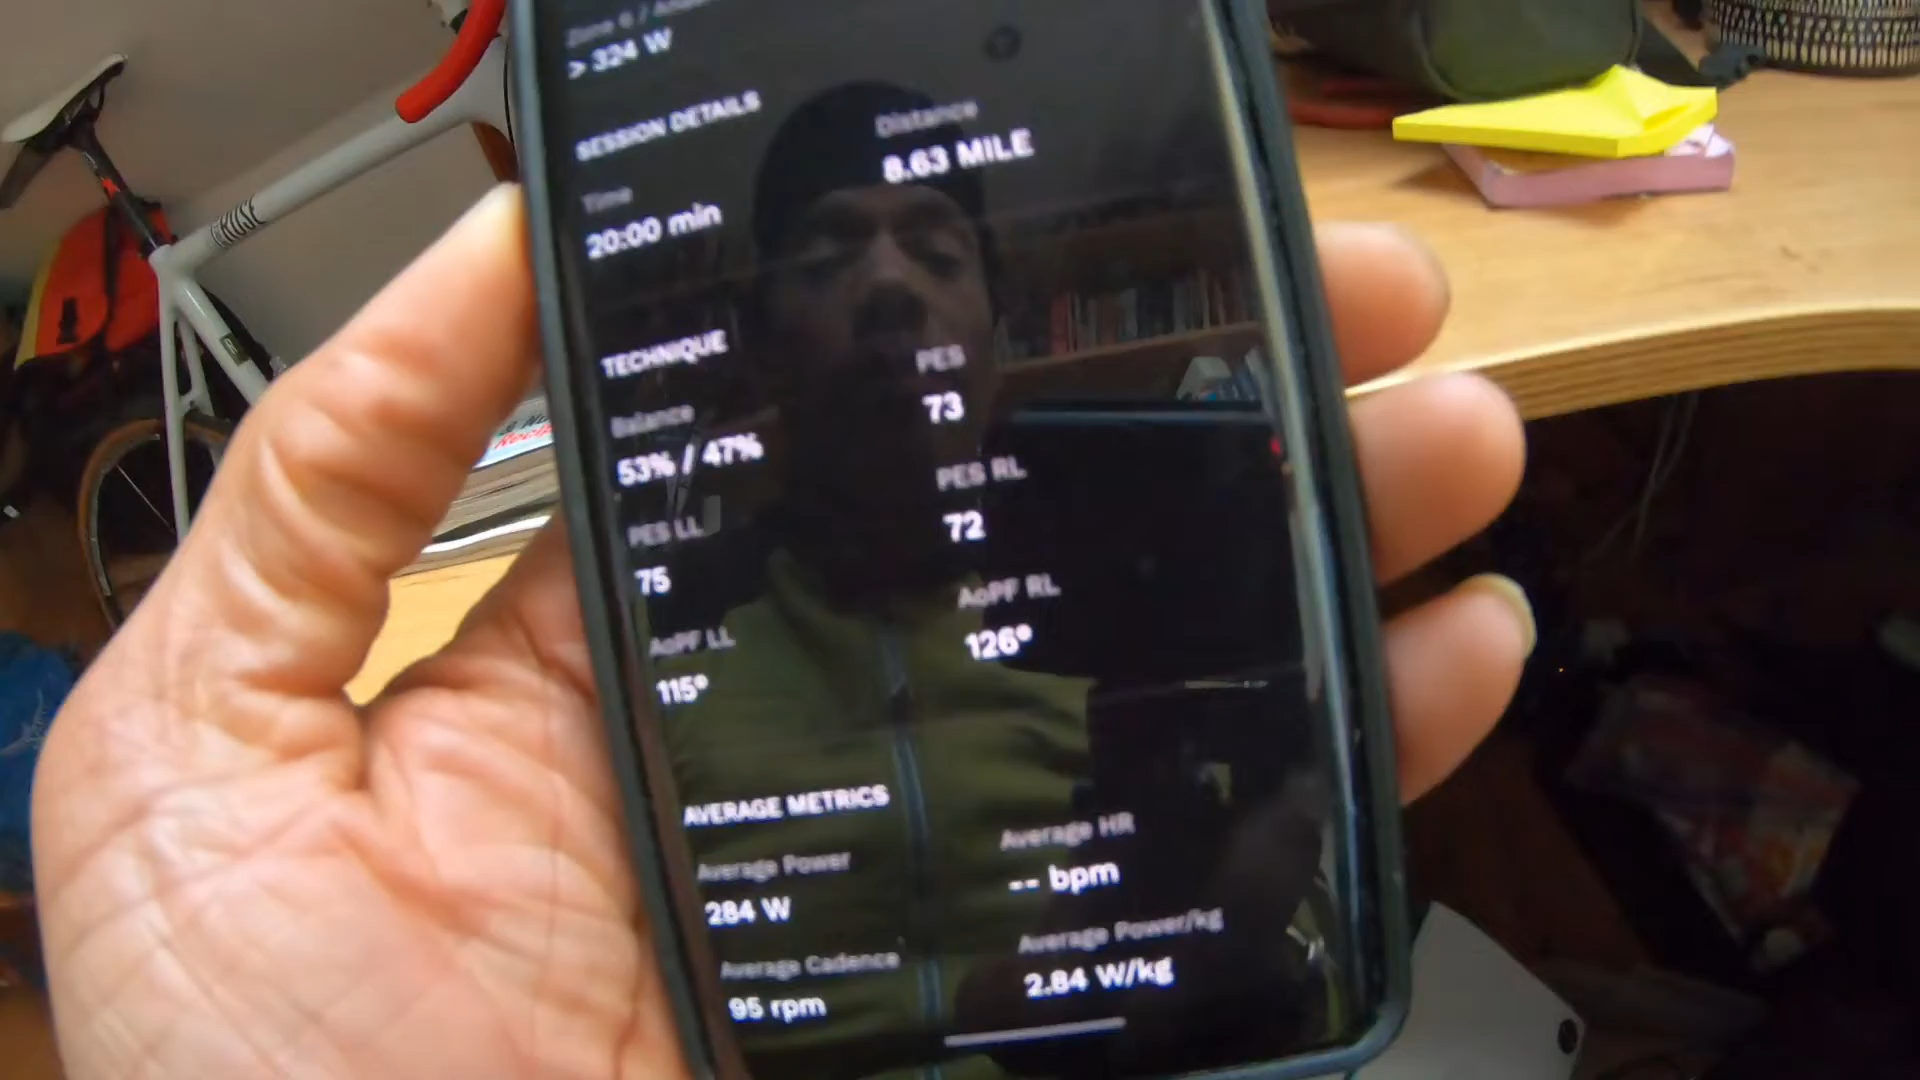 > 324 W
SESSION DETAILS
Time
20:00 min
Distance
8.63 MILE
TECHNIQUE
Balance
53% / 47%
PES
73
PES LL
75
PES RL
72
AoPF LL
115°
AoPF RL
126°
AVERAGE METRICS
Average Power
284 W
Average HR
-- bpm
Average Cadence
95 rpm
Average Power/kg
2.84 W/kg